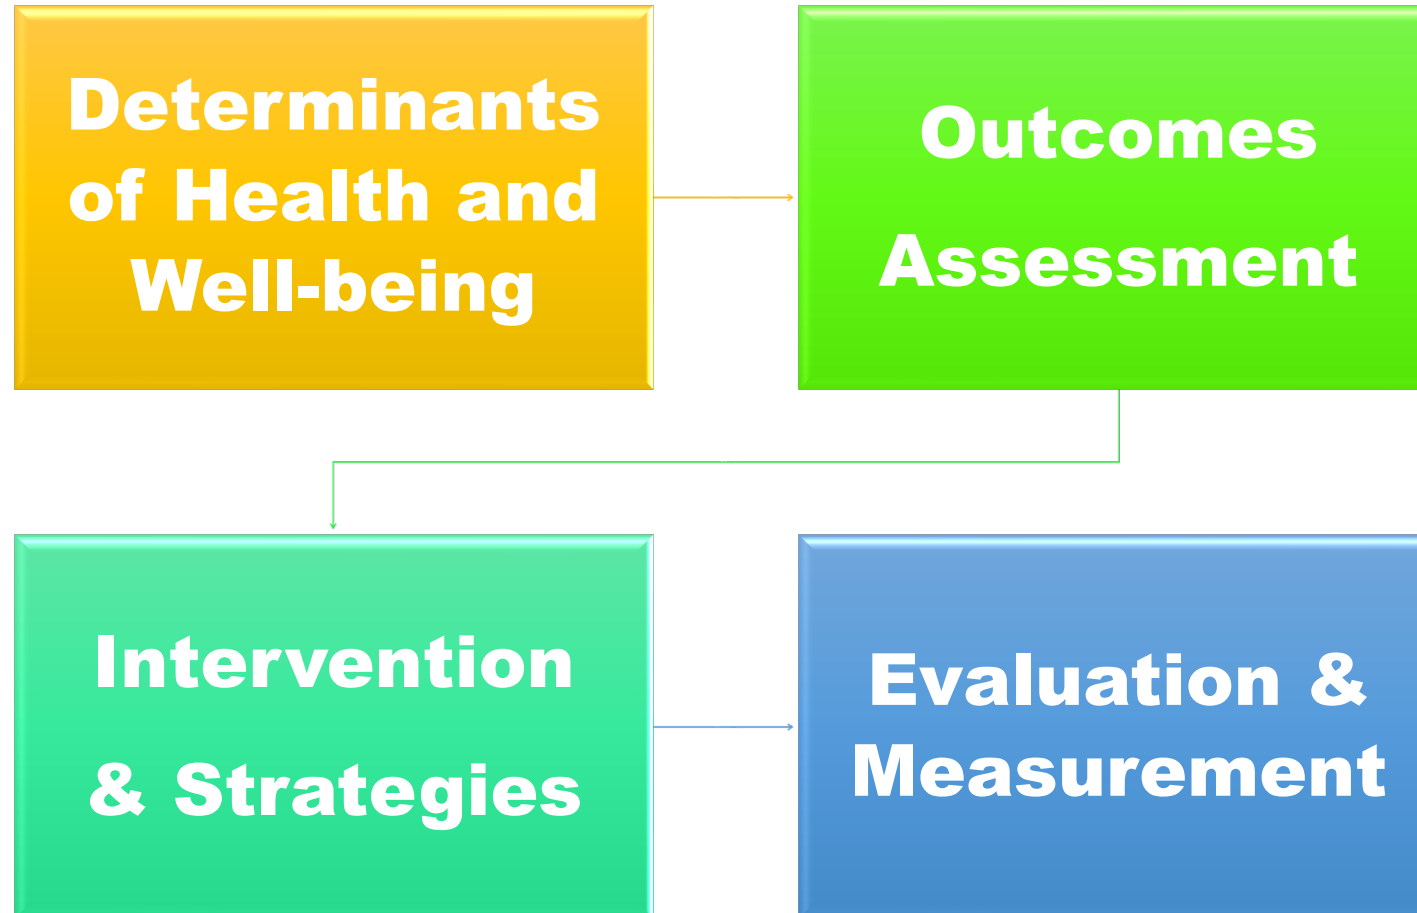 Determinants
of Health and
Well-being
Outcomes
Assessment
Intervention
& Strategies
Evaluation &
Measurement